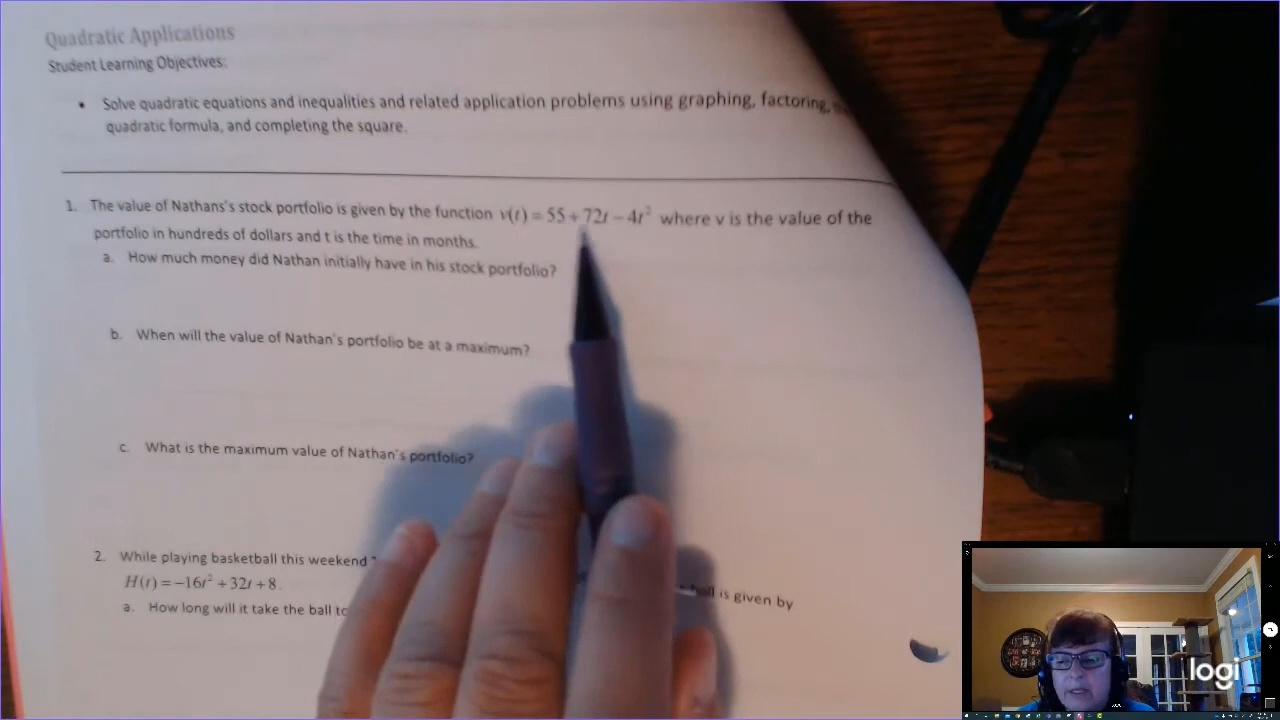 Quadratic Applications
Student Learning Objectives:
• Solve quadratic equations and inequalities and related application problems using graphing, factoring,
quadratic formula, and completing the square.
1. The value of Nathans's stock portfolio is given by the function v(t) = 55 + 72t − 4t² where v is the value of the
portfolio in hundreds of dollars and t is the time in months.
a. How much money did Nathan initially have in his stock portfolio?
b. When will the value of Nathan's portfolio be at a maximum?
c. What is the maximum value of Nathan's portfolio?
2. While playing basketball this weekend ball is given by
H(t) = −16t² + 32t + 8.
a. How long will it take the ball to
logi